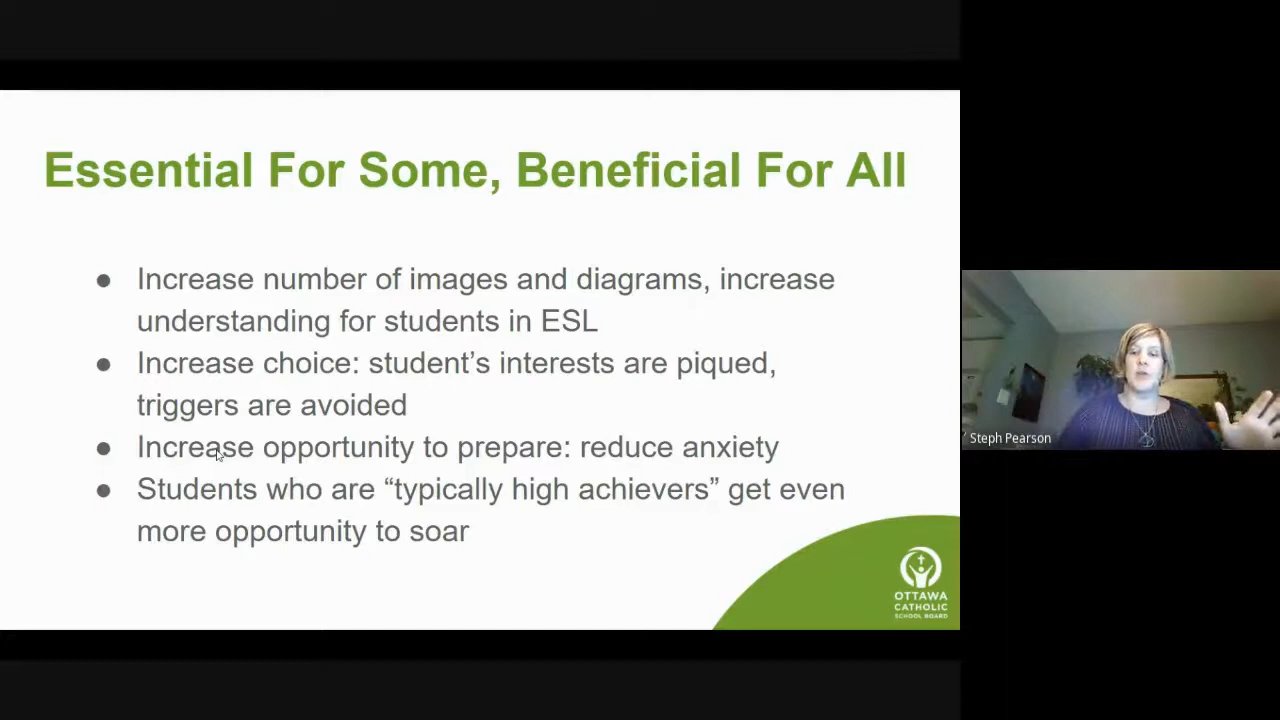 Essential For Some, Beneficial For All
● Increase number of images and diagrams, increase
understanding for students in ESL
● Increase choice: student’s interests are piqued,
triggers are avoided
● Increase opportunity to prepare: reduce anxiety
● Students who are “typically high achievers” get even
more opportunity to soar
OTTAWA
CATHOLIC
SCHOOL BOARD
Steph Pearson